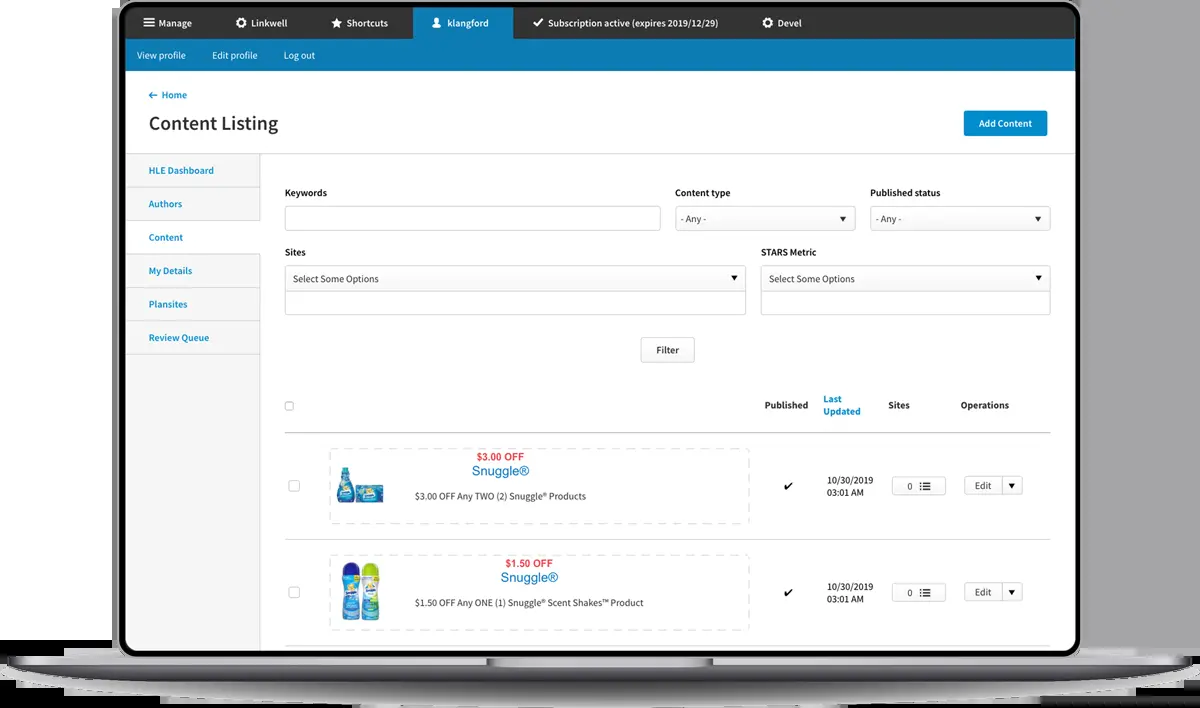 Manage Linkwell Shortcuts klangford Subscription active (expires 2019/12/29) Devel
View profile Edit profile Log out
← Home
Content Listing
Add Content
HLE Dashboard
Authors
Content
My Details
Plansites
Review Queue
Keywords Content type Published status
- Any - - Any -
Sites STARS Metric
Select Some Options Select Some Options
Filter
Published Last Updated Sites Operations
$3.00 OFF
Snuggle®
$3.00 OFF Any TWO (2) Snuggle® Products
✔ 10/30/2019
03:01 AM
0 Edit
$1.50 OFF
Snuggle®
$1.50 OFF Any ONE (1) Snuggle® Scent Shakes™ Product
✔ 10/30/2019
03:01 AM
0 Edit